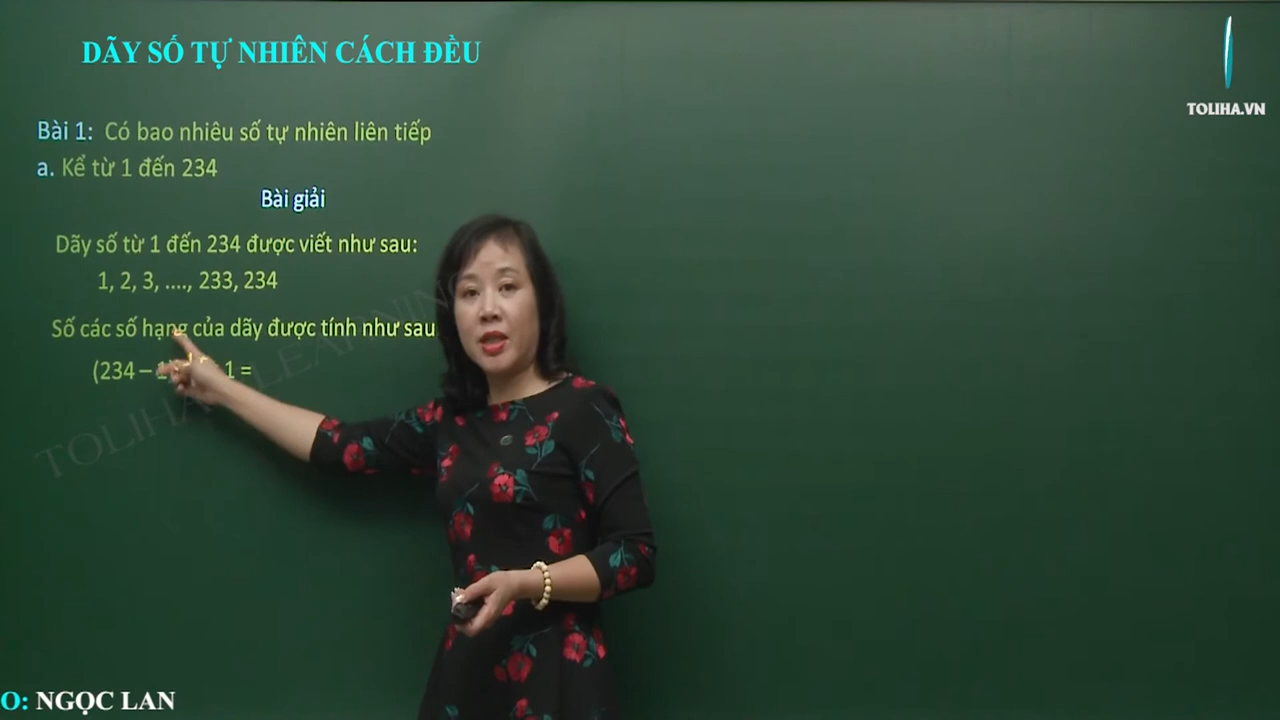 DÃY SỐ TỰ NHIÊN CÁCH ĐỀU
TOLIHA.VN
Bài 1: Có bao nhiêu số tự nhiên liên tiếp
a. Kể từ 1 đến 234
Bài giải
Dãy số từ 1 đến 234 được viết như sau:
1, 2, 3, ...., 233, 234
Số các số hạng của dãy được tính như sau
(234 – 1 1 =
O: NGỌC LAN